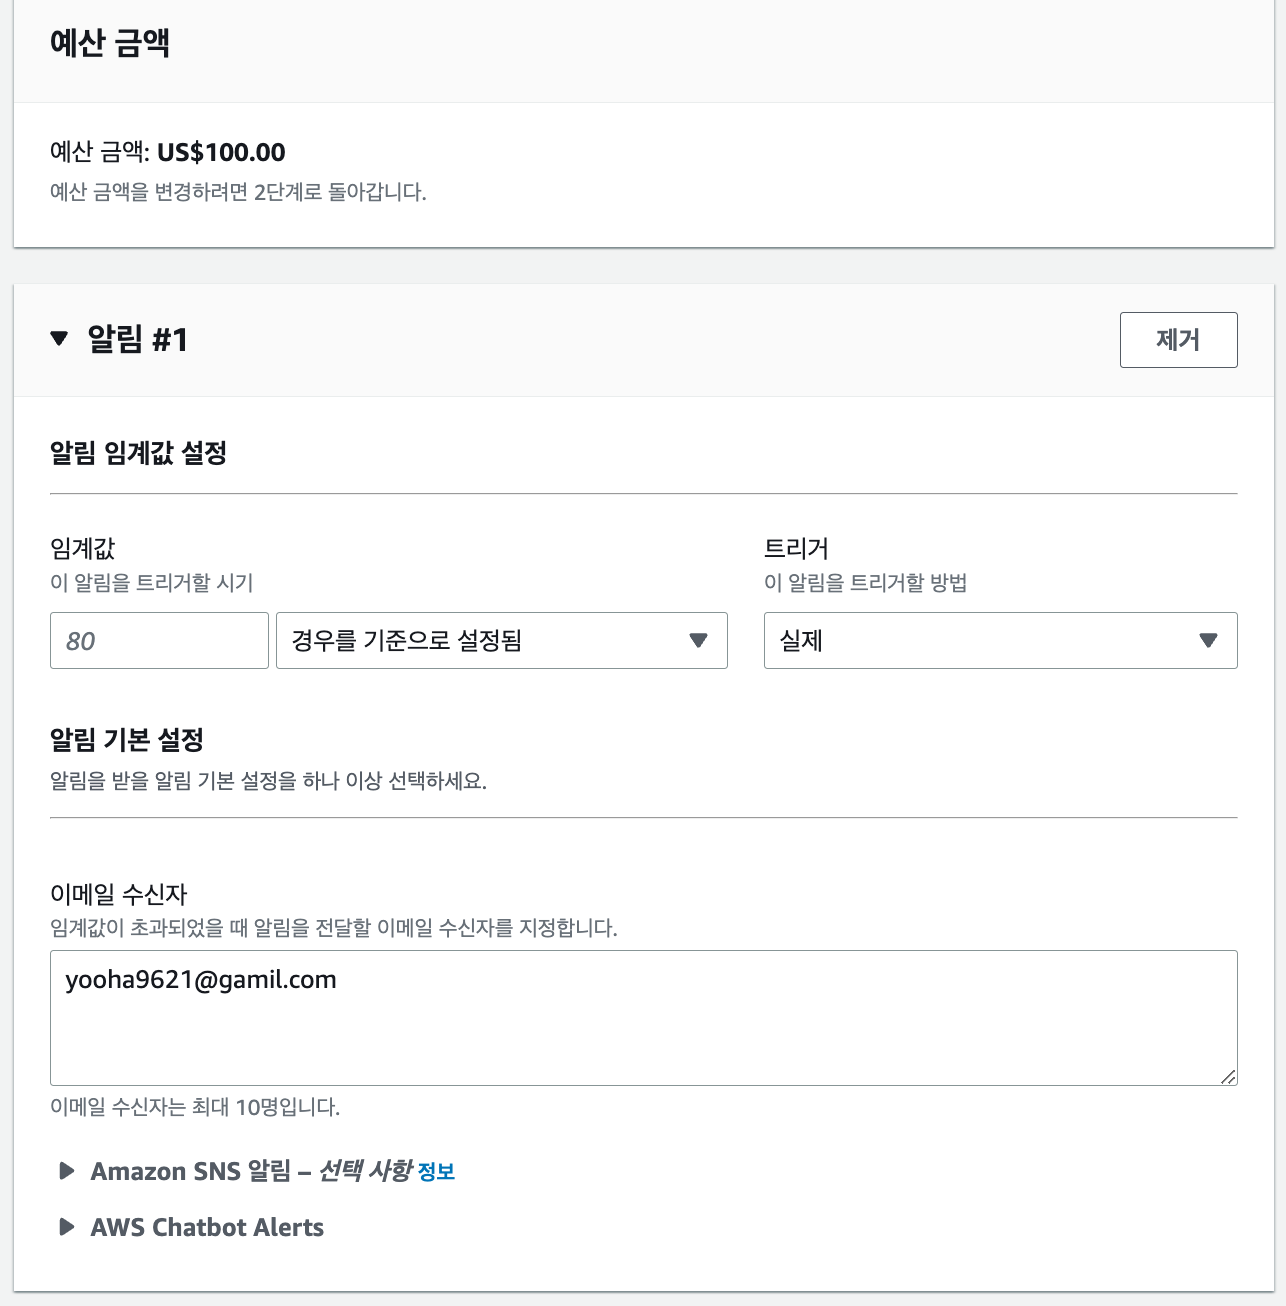 예산 금액
예산 금액: US$100.00
예산 금액을 변경하려면 2단계로 돌아갑니다.
▼ 알림 #1
제거
알림 임계값 설정
임계값
이 알림을 트리거할 시기
80
경우를 기준으로 설정됨
트리거
이 알림을 트리거할 방법
실제
알림 기본 설정
알림을 받을 알림 기본 설정을 하나 이상 선택하세요.
이메일 수신자
임계값이 초과되었을 때 알림을 전달할 이메일 수신자를 지정합니다.
yooha9621@gamil.com
이메일 수신자는 최대 10명입니다.
▶ Amazon SNS 알림 – 선택 사항 정보
▶ AWS Chatbot Alerts